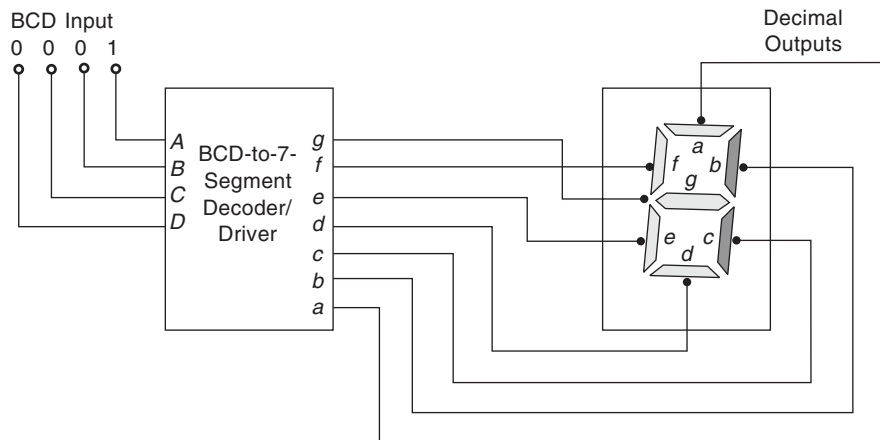 BCD Input
0 0 0 1
Decimal
Outputs
A
B
C
D
BCD-to-7-
Segment
Decoder/
Driver
g
f
e
d
c
b
a
a
f
b
g
e
c
d